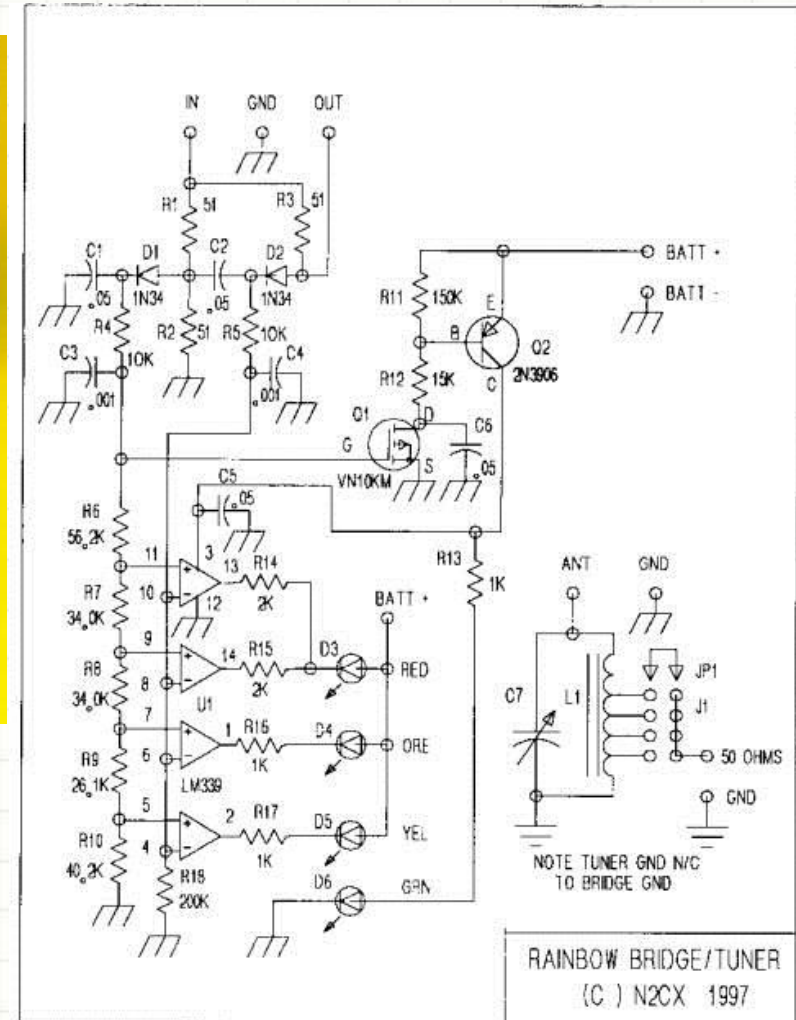 IN GND OUT
R1 51
R3 51
C1 .05
D1 1N34
C2 .05
D2 1N34
R4 10K
R2 51
R5 10K
C3 .001
C4 .001
R11 150K
BATT +
BATT -
E
B
C
Q2
2N3906
R12 15K
Q1
D
G
S
VN10KM
C6 .05
C5 .05
R6
56.2K
R7
34.0K
R8
34.0K
R9
26.1K
R10
40.2K
11
10
3
12
13
R14
2K
9
8
14
R15
2K
U1
7
6
1
R16
1K
LM339
5
4
2
R17
1K
R18
200K
BATT +
D3
RED
D4
ORE
D5
YEL
D6
GRN
R13
1K
ANT GND
C7
L1
JP1
J1
50 OHMS
GND
NOTE TUNER GND N/C
TO BRIDGE GND
RAINBOW BRIDGE/TUNER
(C ) N2CX 1997